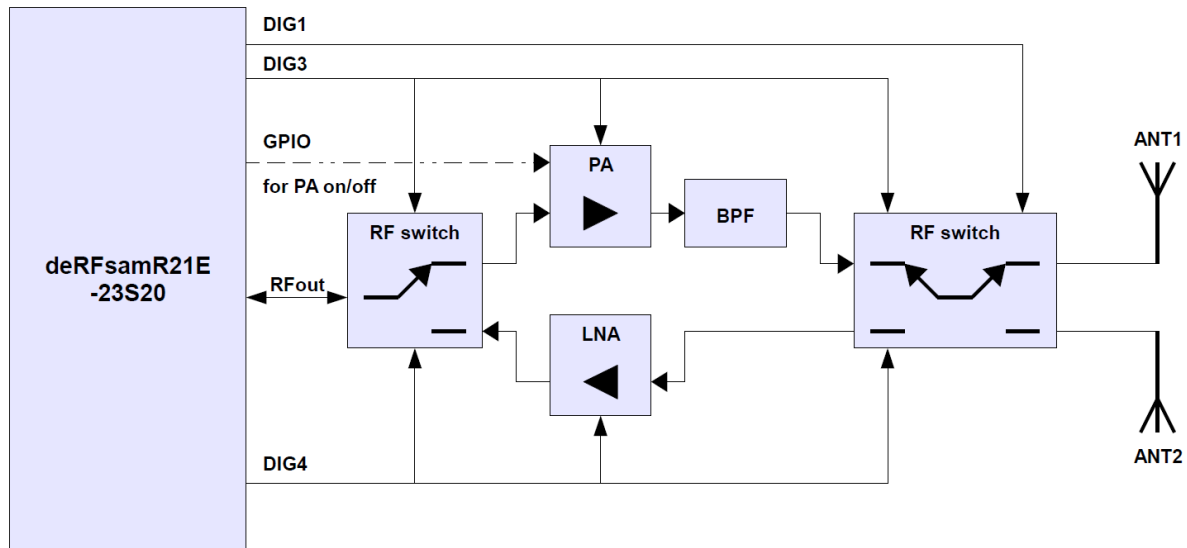 DIG1
DIG3
GPIO
for PA on/off
PA
BPF
ANT1
RF switch
RF switch
deRFsamR21E
-23S20
RFout
LNA
DIG4
ANT2